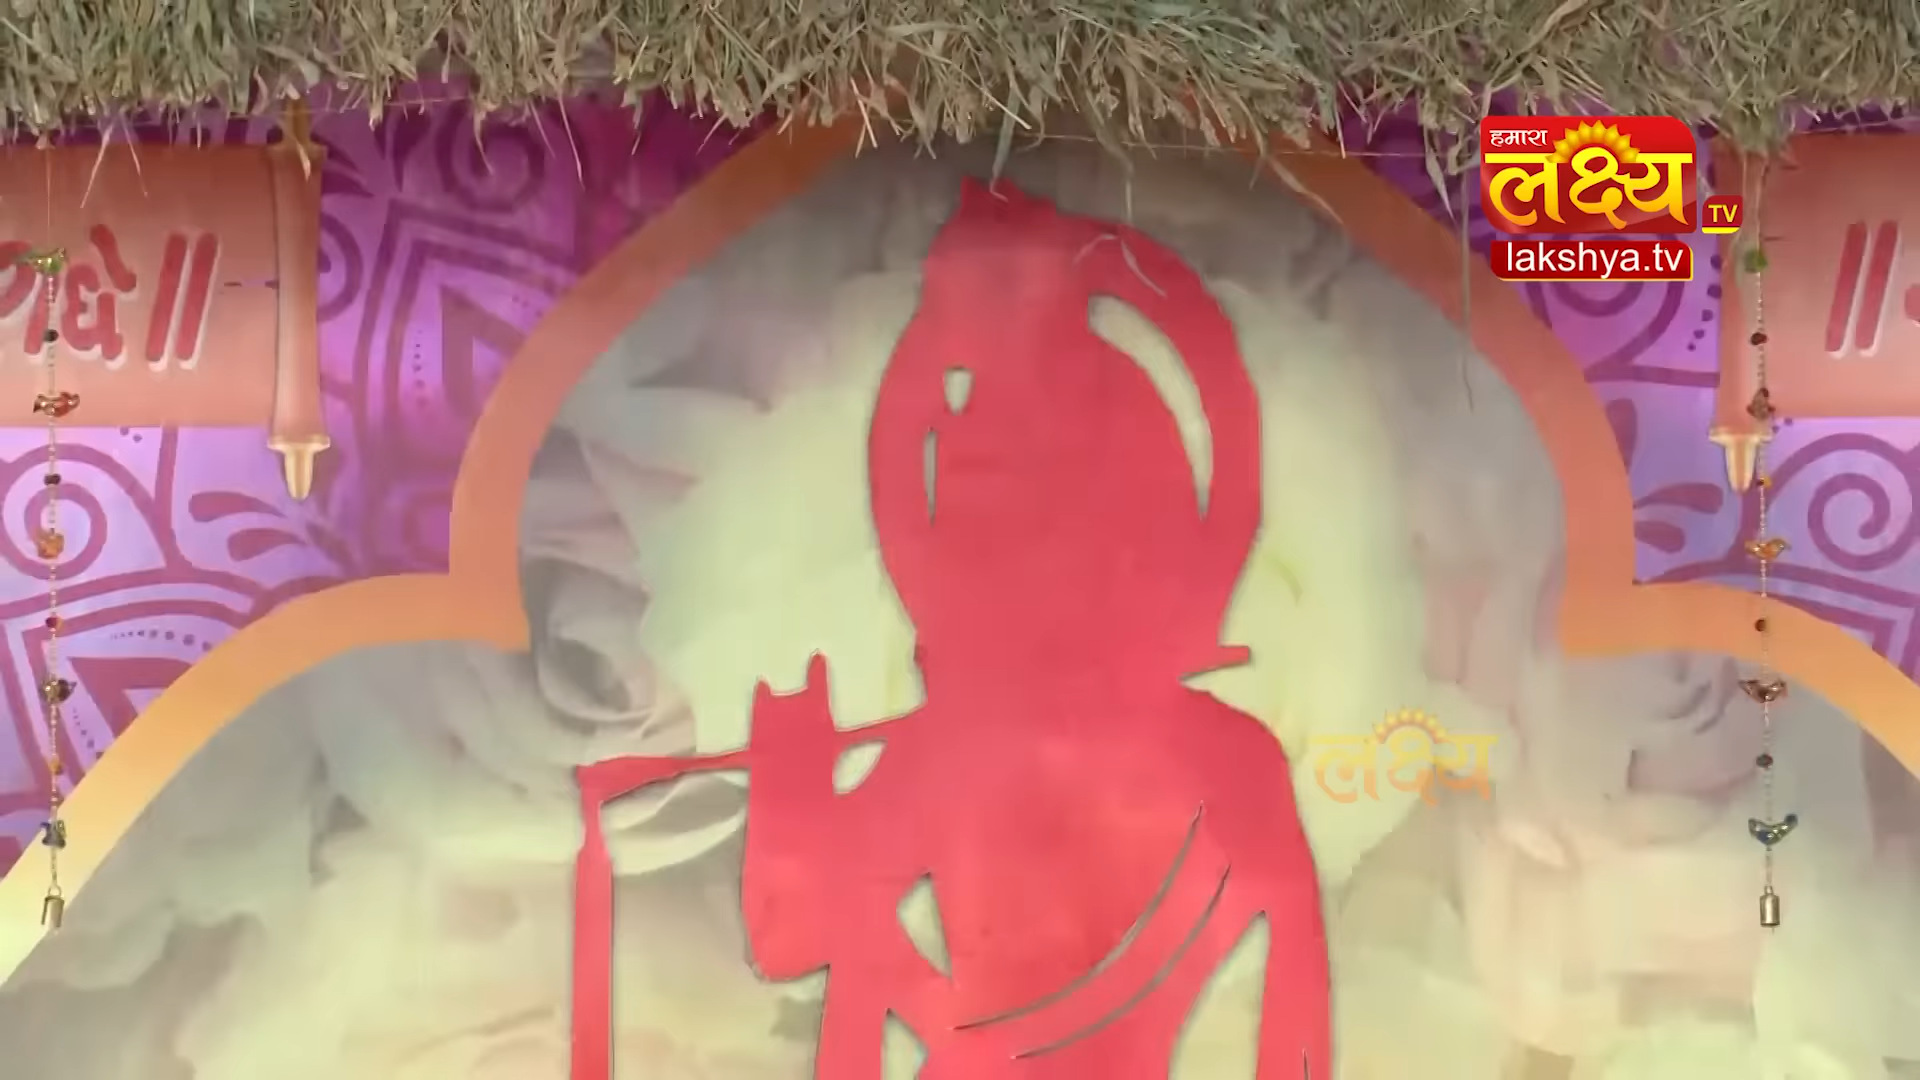 हमारा
लक्ष्य
TV
lakshya.tv
॥
॥
लक्ष्य